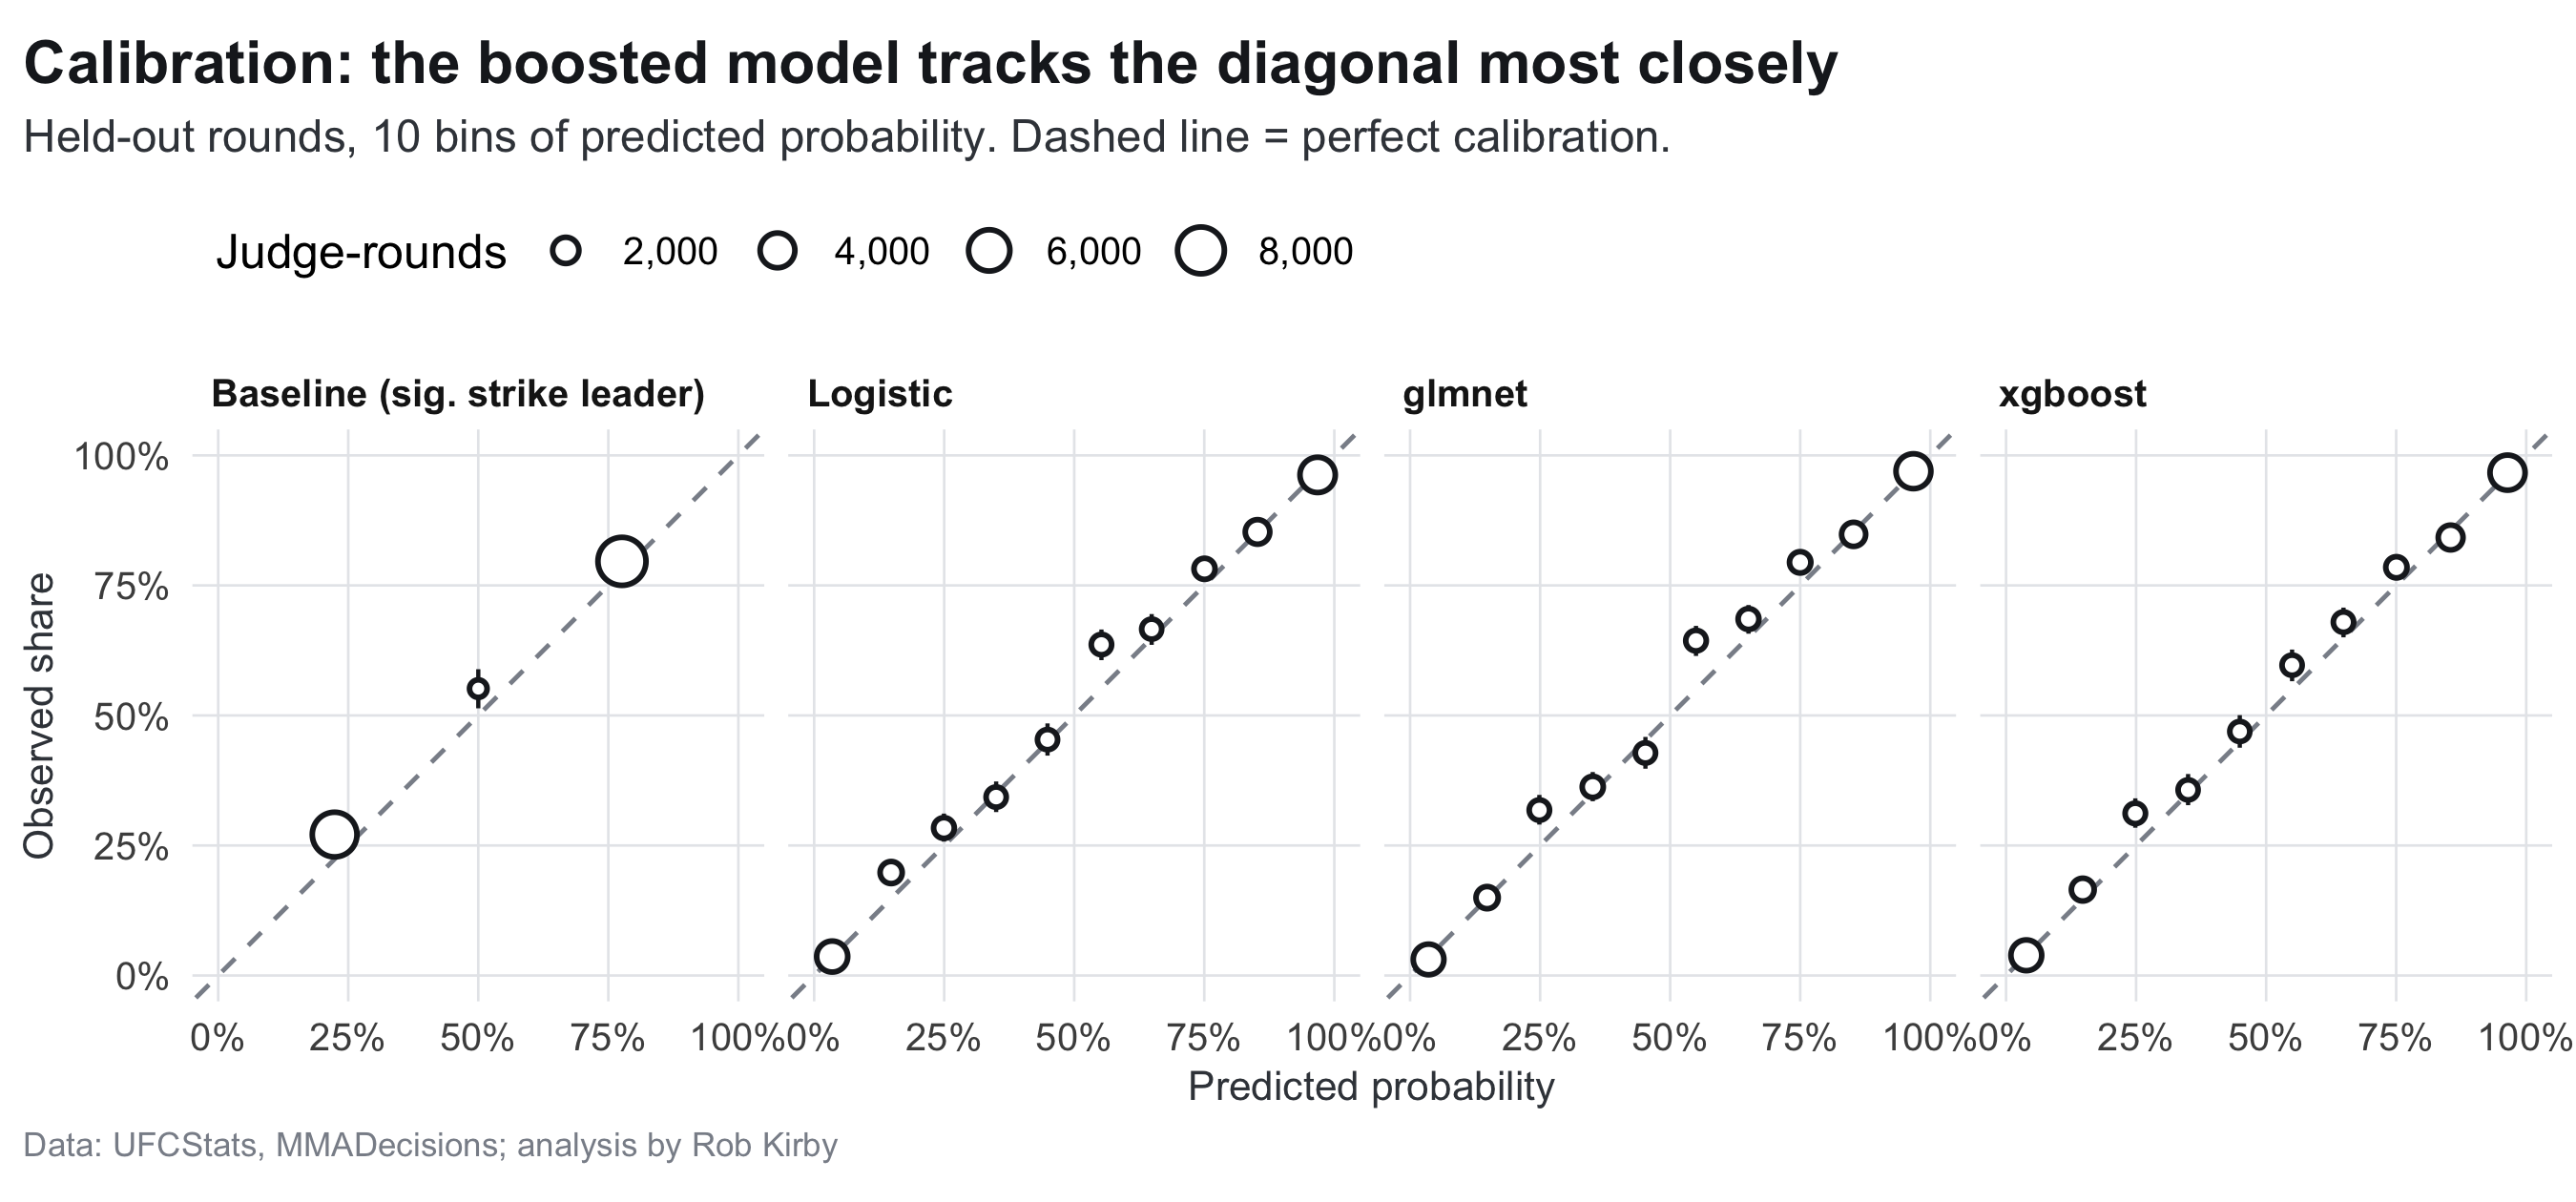 Calibration: the boosted model tracks the diagonal most closely
Held-out rounds, 10 bins of predicted probability. Dashed line = perfect calibration.
Judge-rounds 2,000 4,000 6,000 8,000
Baseline (sig. strike leader) Logistic glmnet xgboost
Observed share
100%
75%
50%
25%
0%
0% 25% 50% 75% 100% 0% 25% 50% 75% 100% 0% 25% 50% 75% 100% 0% 25% 50% 75% 100%
Predicted probability
Data: UFCStats, MMADecisions; analysis by Rob Kirby